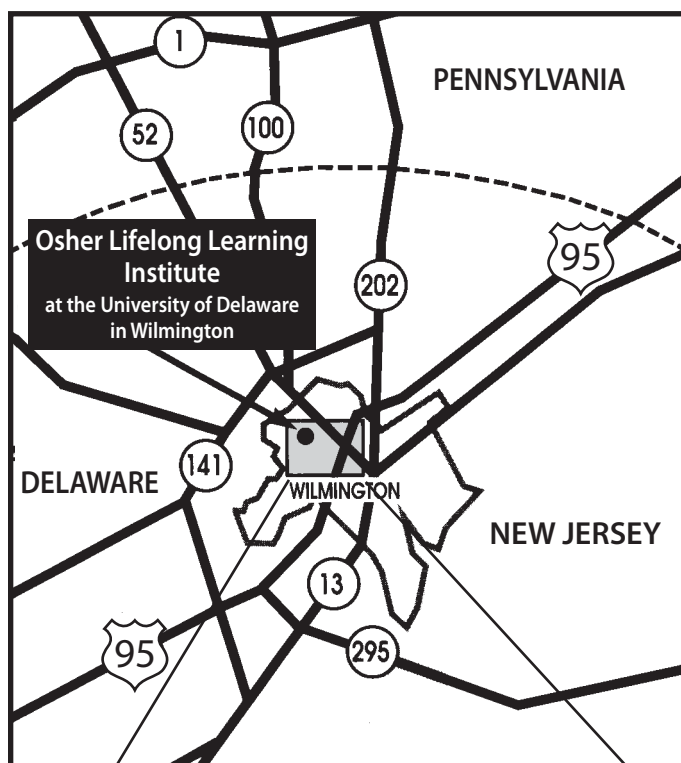 1
PENNSYLVANIA
52
100
Osher Lifelong Learning
Institute
at the University of Delaware
in Wilmington
95
202
141
DELAWARE
WILMINGTON
NEW JERSEY
13
95
295